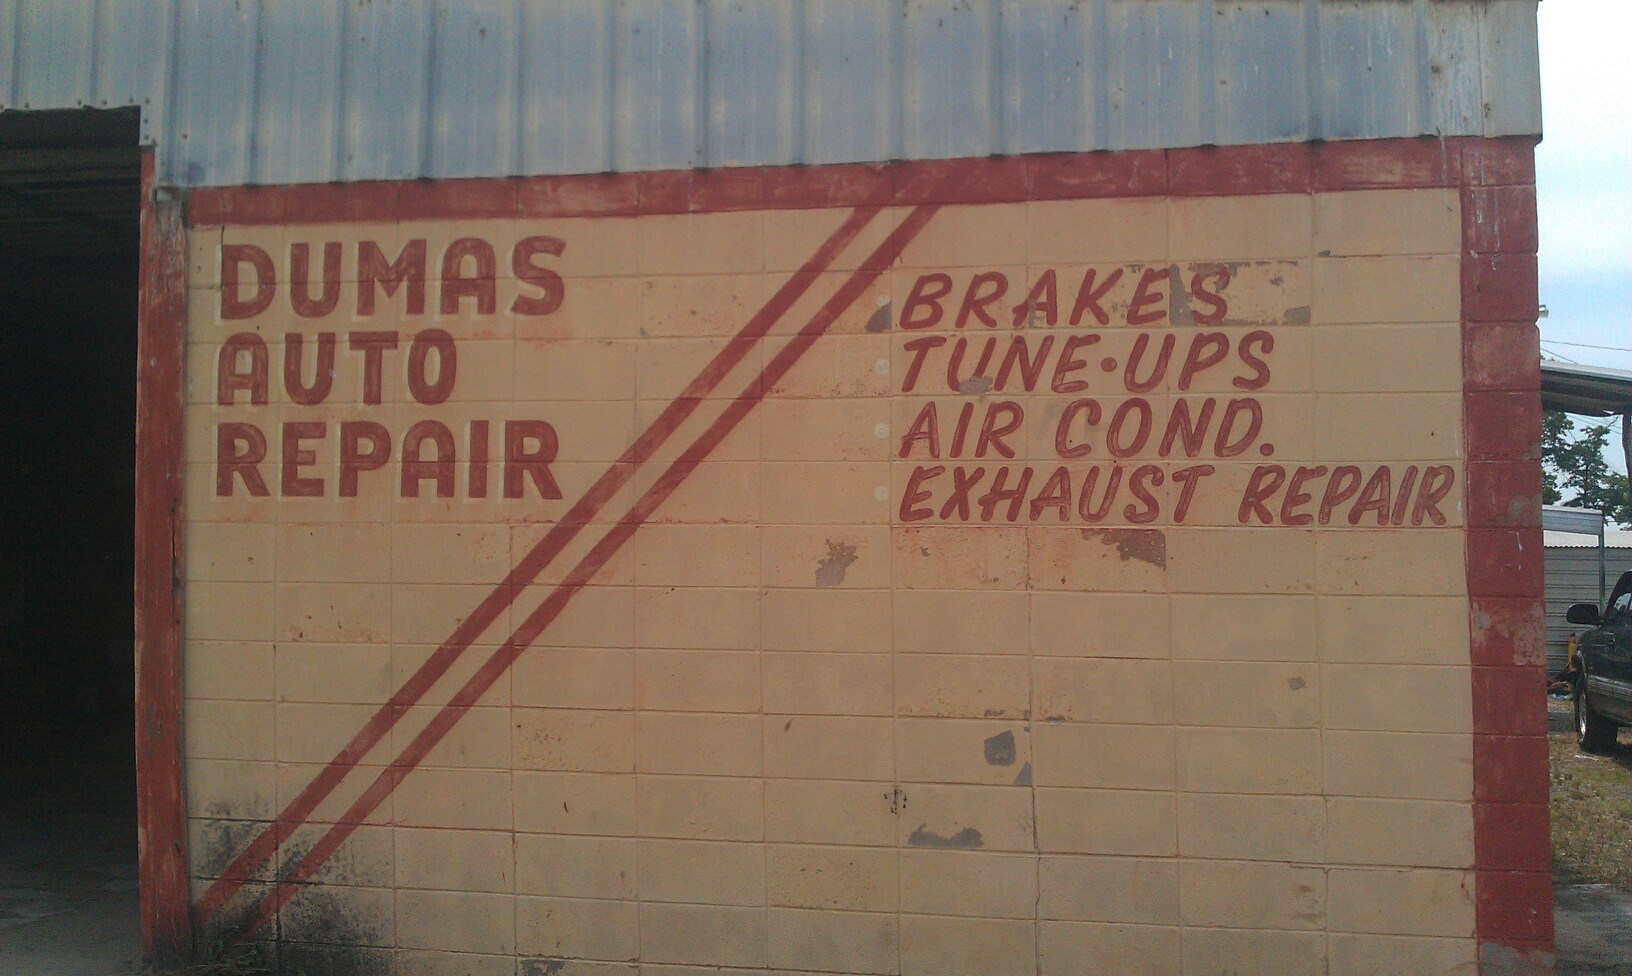 DUMAS
AUTO
REPAIR
BRAKES
TUNE·UPS
AIR COND.
EXHAUST REPAIR